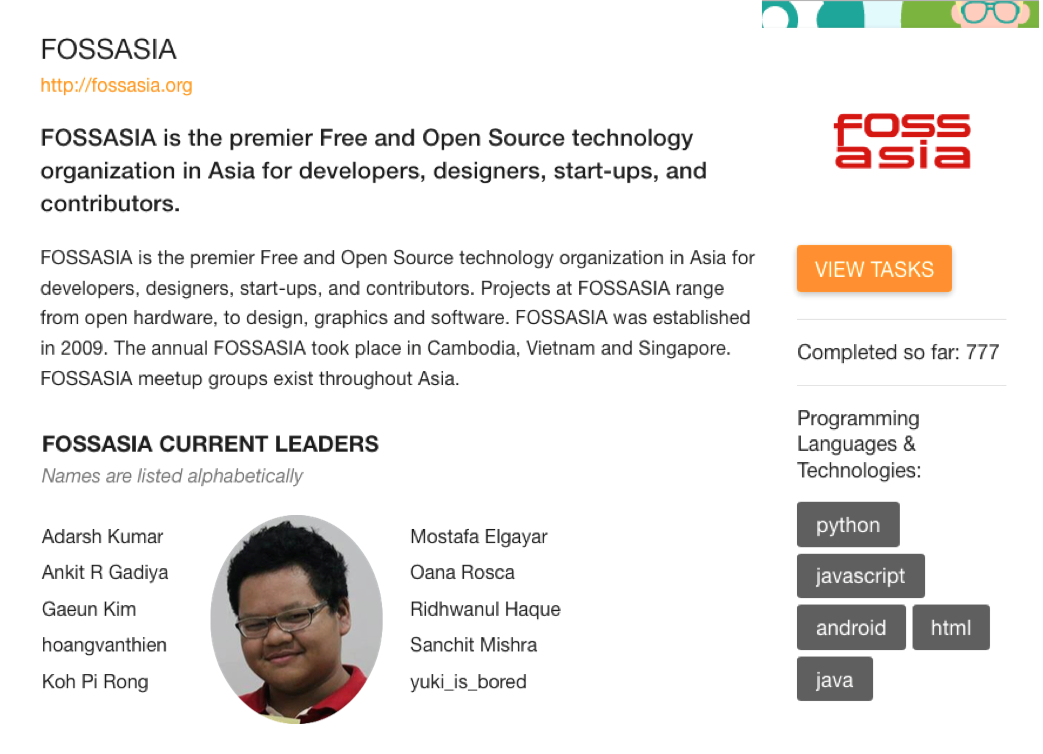 FOSSASIA
http://fossasia.org
FOSSASIA is the premier Free and Open Source technology
organization in Asia for developers, designers, start-ups, and
contributors.
FOSSASIA is the premier Free and Open Source technology organization in Asia for
developers, designers, start-ups, and contributors. Projects at FOSSASIA range
from open hardware, to design, graphics and software. FOSSASIA was established
in 2009. The annual FOSSASIA took place in Cambodia, Vietnam and Singapore.
FOSSASIA meetup groups exist throughout Asia.
FOSSASIA CURRENT LEADERS
Names are listed alphabetically
Adarsh Kumar
Ankit R Gadiya
Gaeun Kim
hoangvanthien
Koh Pi Rong
Mostafa Elgayar
Oana Rosca
Ridhwanul Haque
Sanchit Mishra
yuki_is_bored
foss
asia
VIEW TASKS
Completed so far: 777
Programming
Languages &
Technologies:
python
javascript
android html
java